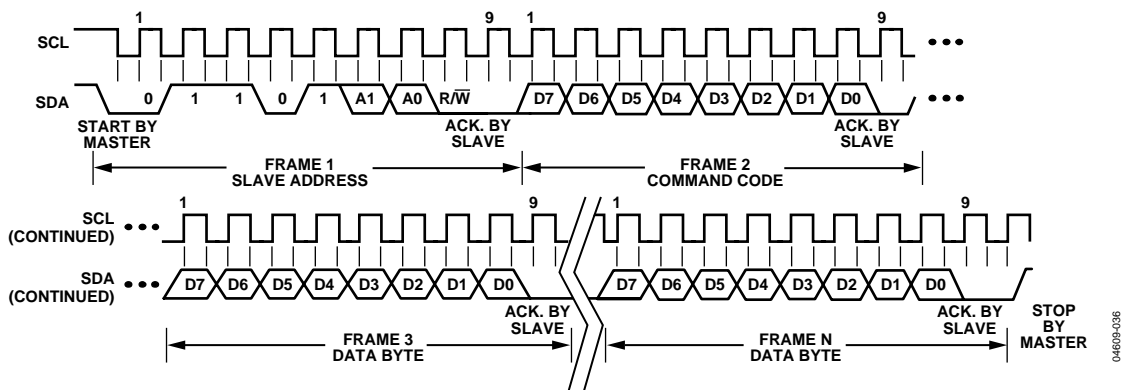 1 9 1 9
SCL
SDA 0 1 1 0 1 A1 A0 R/W̅ D7 D6 D5 D4 D3 D2 D1 D0
START BY
MASTER
ACK. BY
SLAVE
ACK. BY
SLAVE
FRAME 1
SLAVE ADDRESS
FRAME 2
COMMAND CODE
1 9 1 9
SCL
(CONTINUED)
SDA
(CONTINUED)
D7 D6 D5 D4 D3 D2 D1 D0 D7 D6 D5 D4 D3 D2 D1 D0
ACK. BY
SLAVE
ACK. BY
SLAVE
STOP
BY
MASTER
FRAME 3
DATA BYTE
FRAME N
DATA BYTE
04609-036